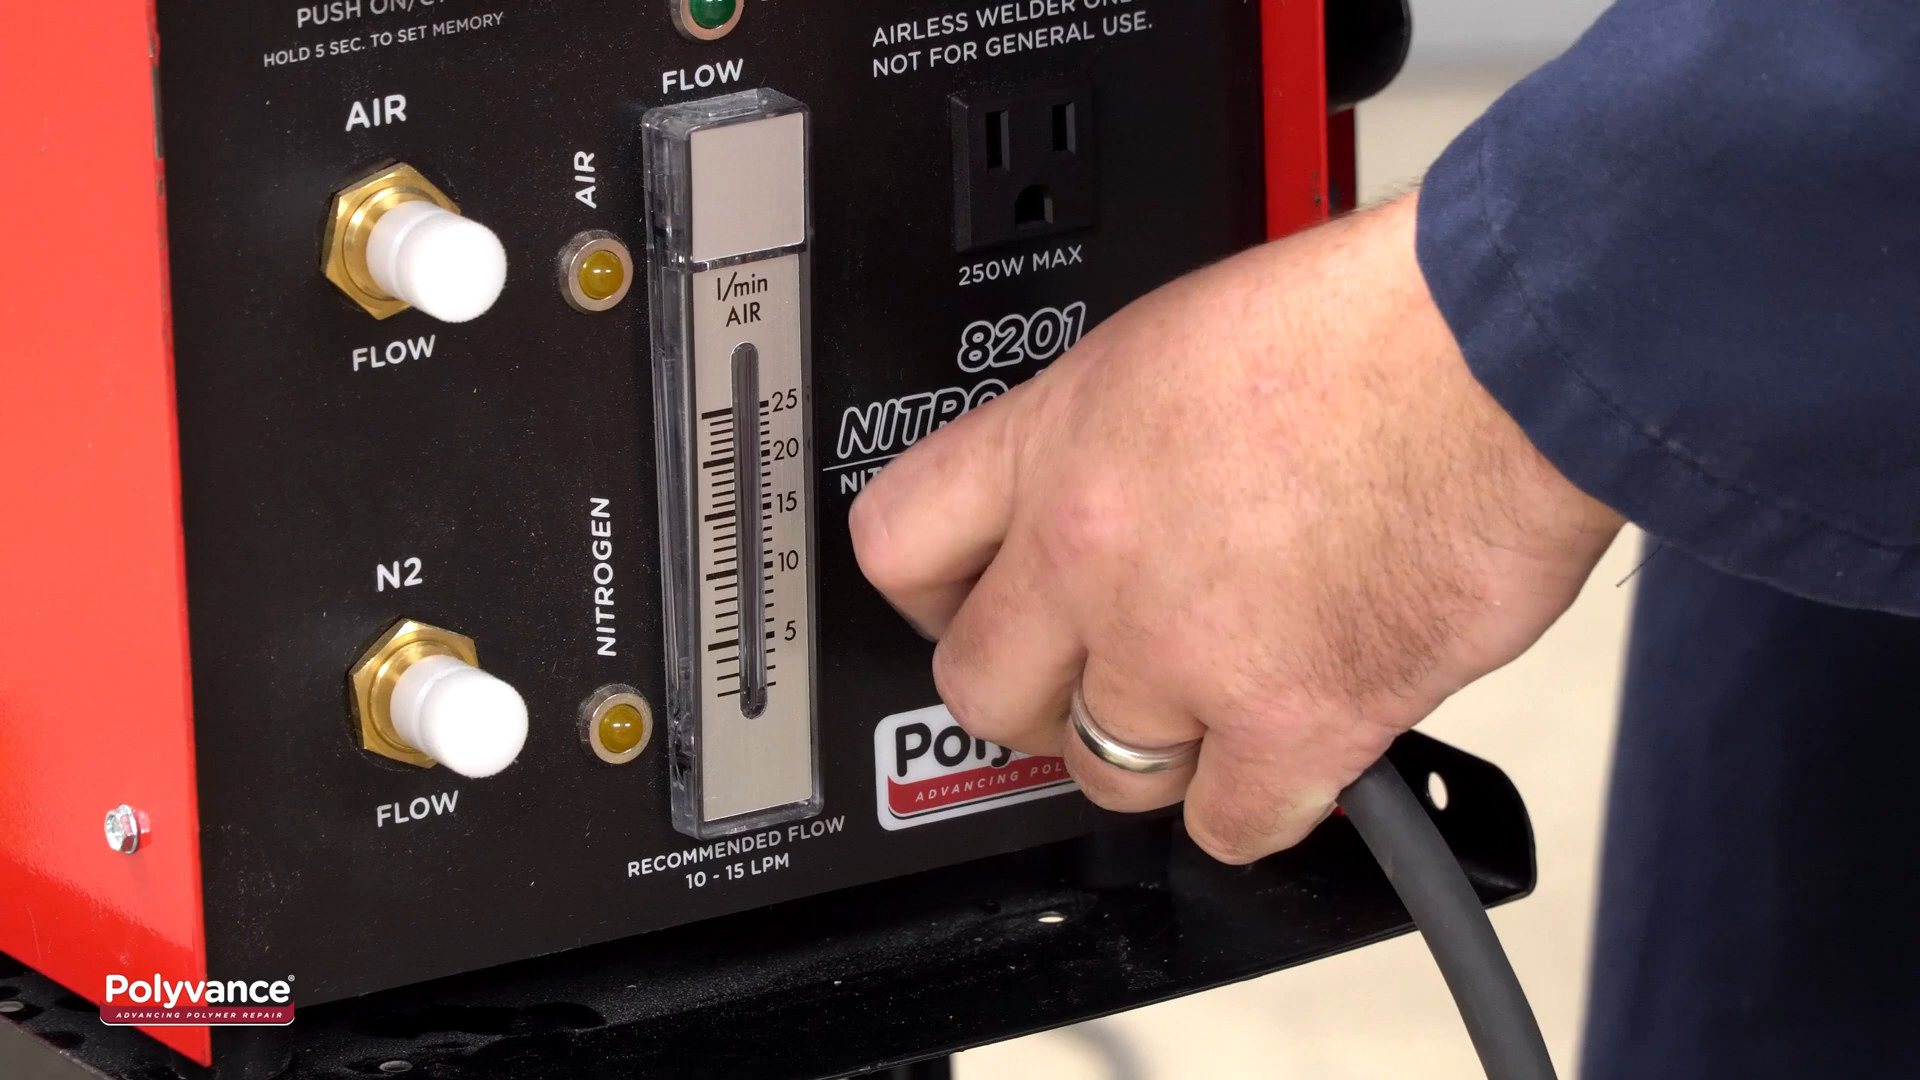 PUSH ON/
HOLD 5 SEC. TO SET MEMORY
AIR
FLOW
N2
FLOW
AIR
NITROGEN
FLOW
l/min
AIR
25
20
15
10
5
RECOMMENDED FLOW
10 - 15 LPM
AIRLESS WELDER
NOT FOR GENERAL USE.
250W MAX
8201
Poly
ADVANCING
Polyvance®
ADVANCING POLYMER REPAIR